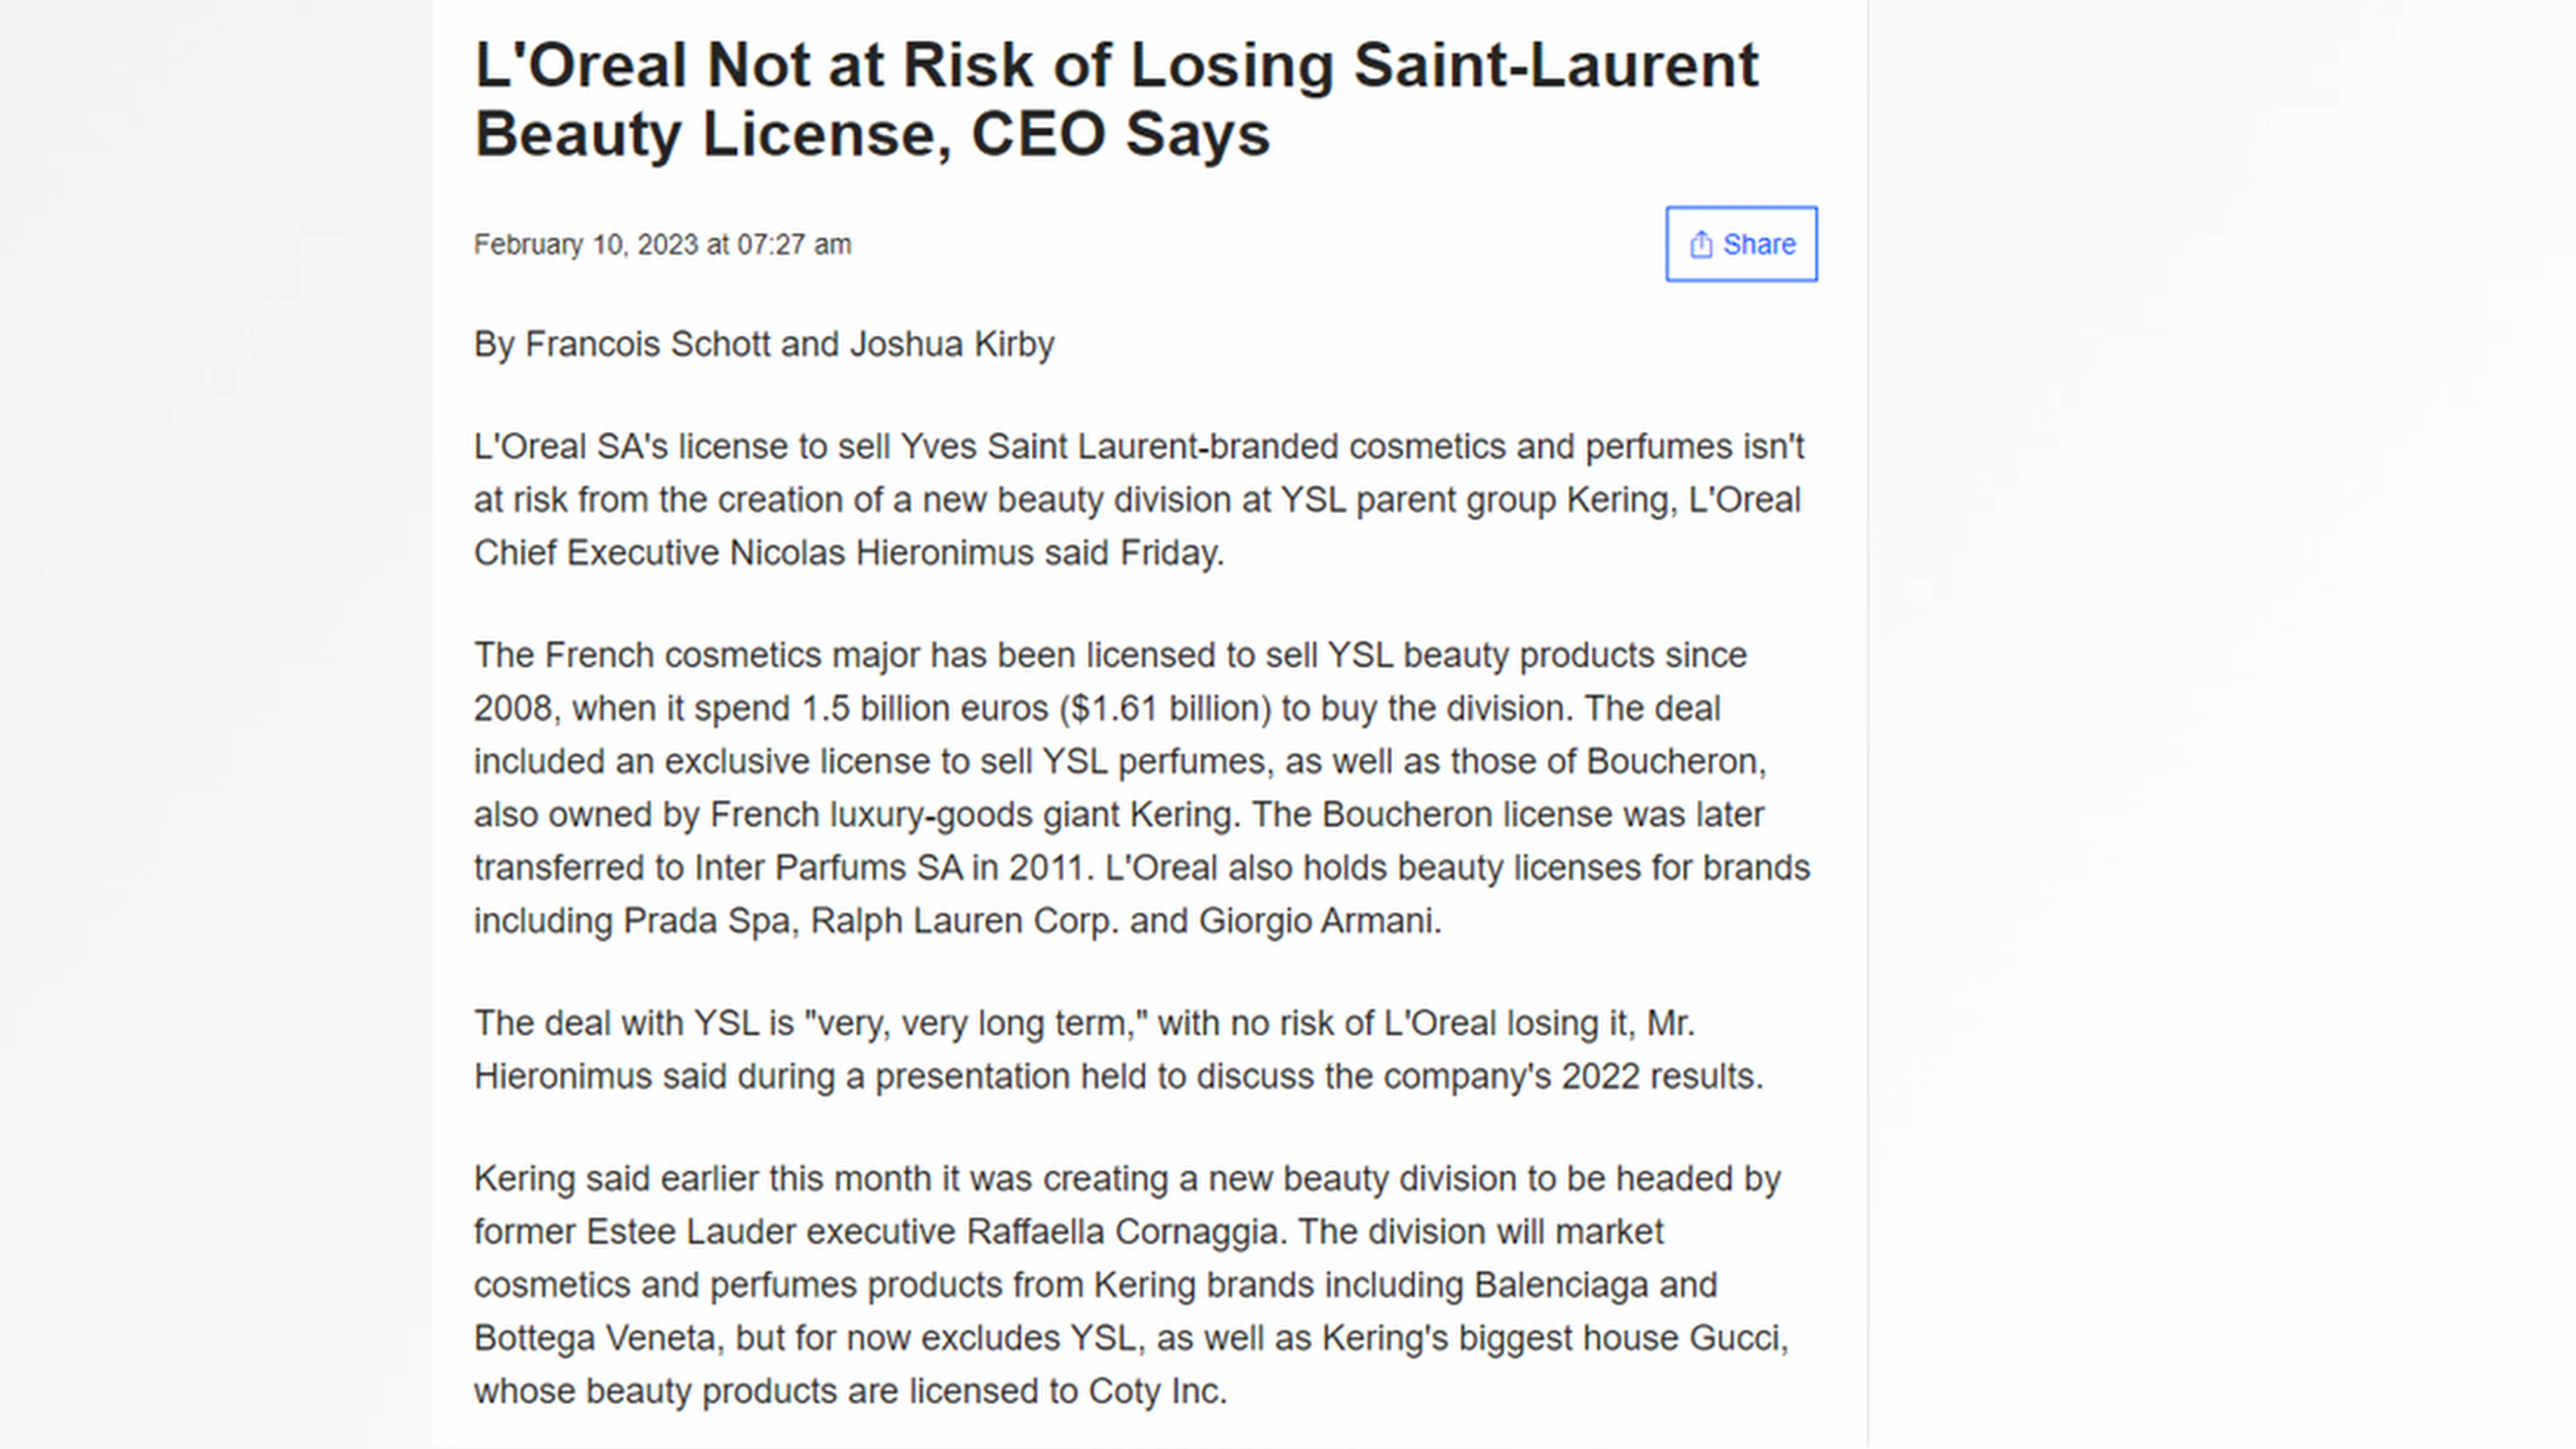 L'Oreal Not at Risk of Losing Saint-Laurent
Beauty License, CEO Says
February 10, 2023 at 07:27 am
Share
By Francois Schott and Joshua Kirby
L'Oreal SA's license to sell Yves Saint Laurent-branded cosmetics and perfumes isn't
at risk from the creation of a new beauty division at YSL parent group Kering, L'Oreal
Chief Executive Nicolas Hieronimus said Friday.
The French cosmetics major has been licensed to sell YSL beauty products since
2008, when it spend 1.5 billion euros ($1.61 billion) to buy the division. The deal
included an exclusive license to sell YSL perfumes, as well as those of Boucheron,
also owned by French luxury-goods giant Kering. The Boucheron license was later
transferred to Inter Parfums SA in 2011. L'Oreal also holds beauty licenses for brands
including Prada Spa, Ralph Lauren Corp. and Giorgio Armani.
The deal with YSL is "very, very long term," with no risk of L'Oreal losing it, Mr.
Hieronimus said during a presentation held to discuss the company's 2022 results.
Kering said earlier this month it was creating a new beauty division to be headed by
former Estee Lauder executive Raffaella Cornaggia. The division will market
cosmetics and perfumes products from Kering brands including Balenciaga and
Bottega Veneta, but for now excludes YSL, as well as Kering's biggest house Gucci,
whose beauty products are licensed to Coty Inc.